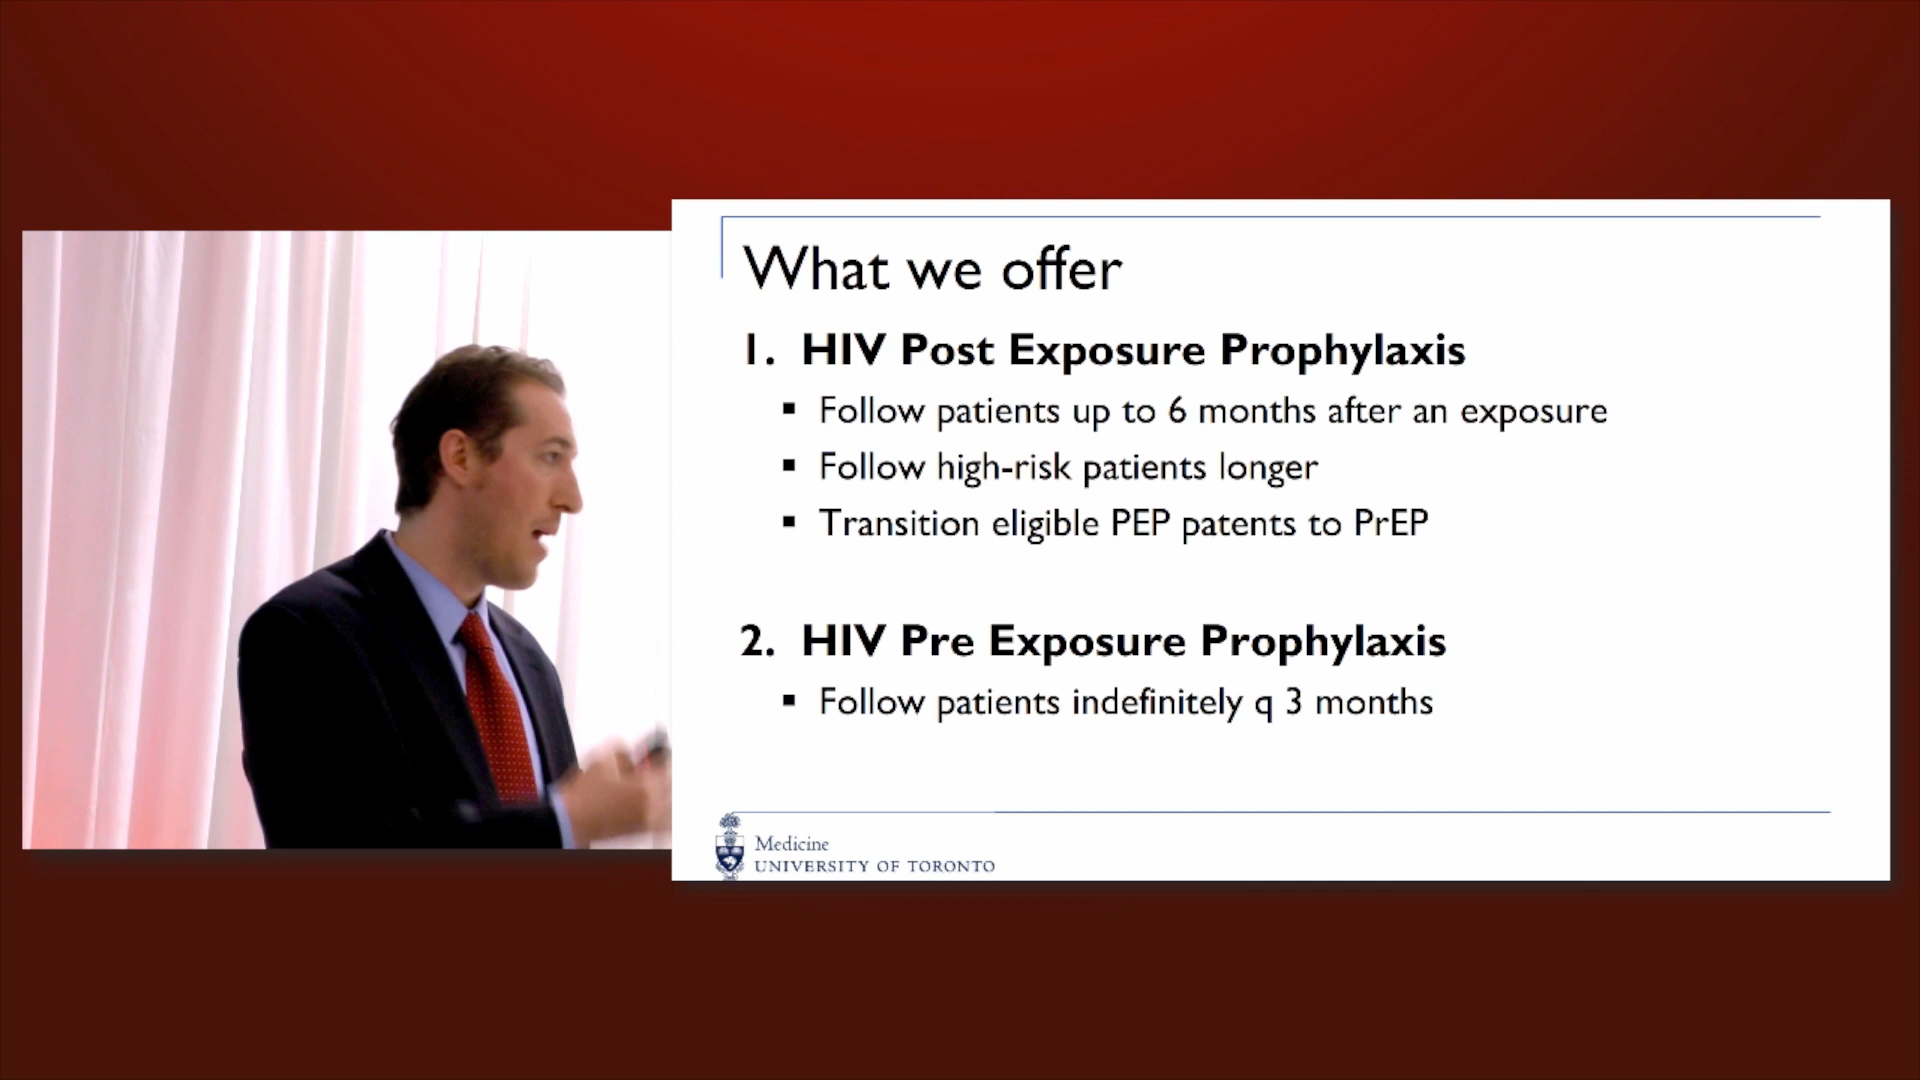 What we offer
1. HIV Post Exposure Prophylaxis
▪ Follow patients up to 6 months after an exposure
▪ Follow high-risk patients longer
▪ Transition eligible PEP patents to PrEP
2. HIV Pre Exposure Prophylaxis
▪ Follow patients indefinitely q 3 months
Medicine
UNIVERSITY OF TORONTO